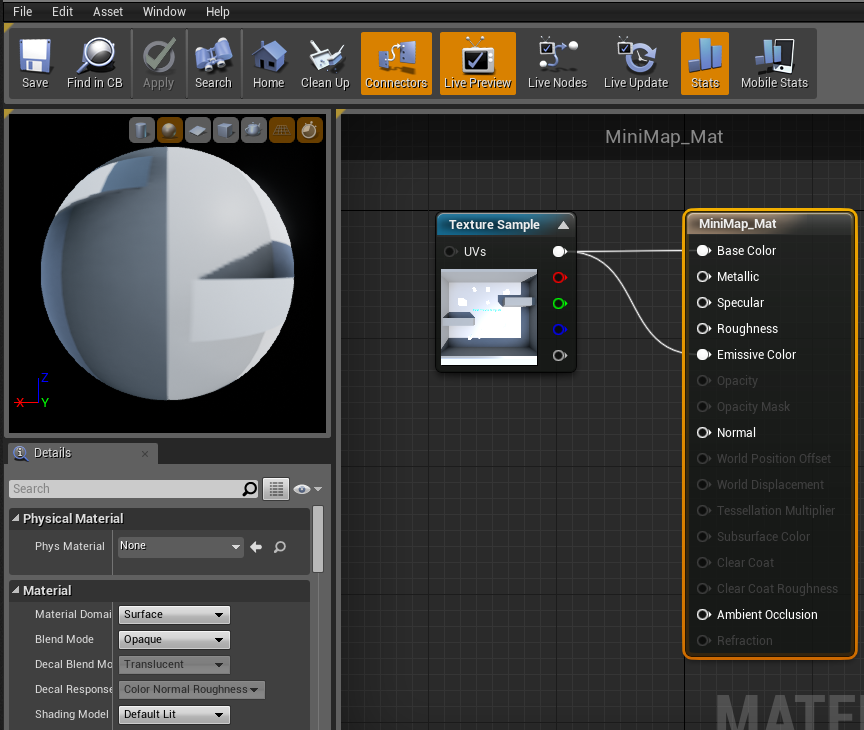 File Edit Asset Window Help
Save Find in CB Apply Search Home Clean Up Connectors Live Preview Live Nodes Live Update Stats Mobile Stats
MiniMap_Mat
Z
X
Y
Texture Sample
UVs
MiniMap_Mat
Base Color
Metallic
Specular
Roughness
Emissive Color
Opacity
Opacity Mask
Normal
World Position Offset
World Displacement
Tessellation Multiplier
Subsurface Color
Clear Coat
Clear Coat Roughness
Ambient Occlusion
Refraction
MATE
Details
Search
Physical Material
Phys Material None
Material
Material Domai Surface
Blend Mode Opaque
Decal Blend Mo Translucent
Decal Response Color Normal Roughness
Shading Model Default Lit